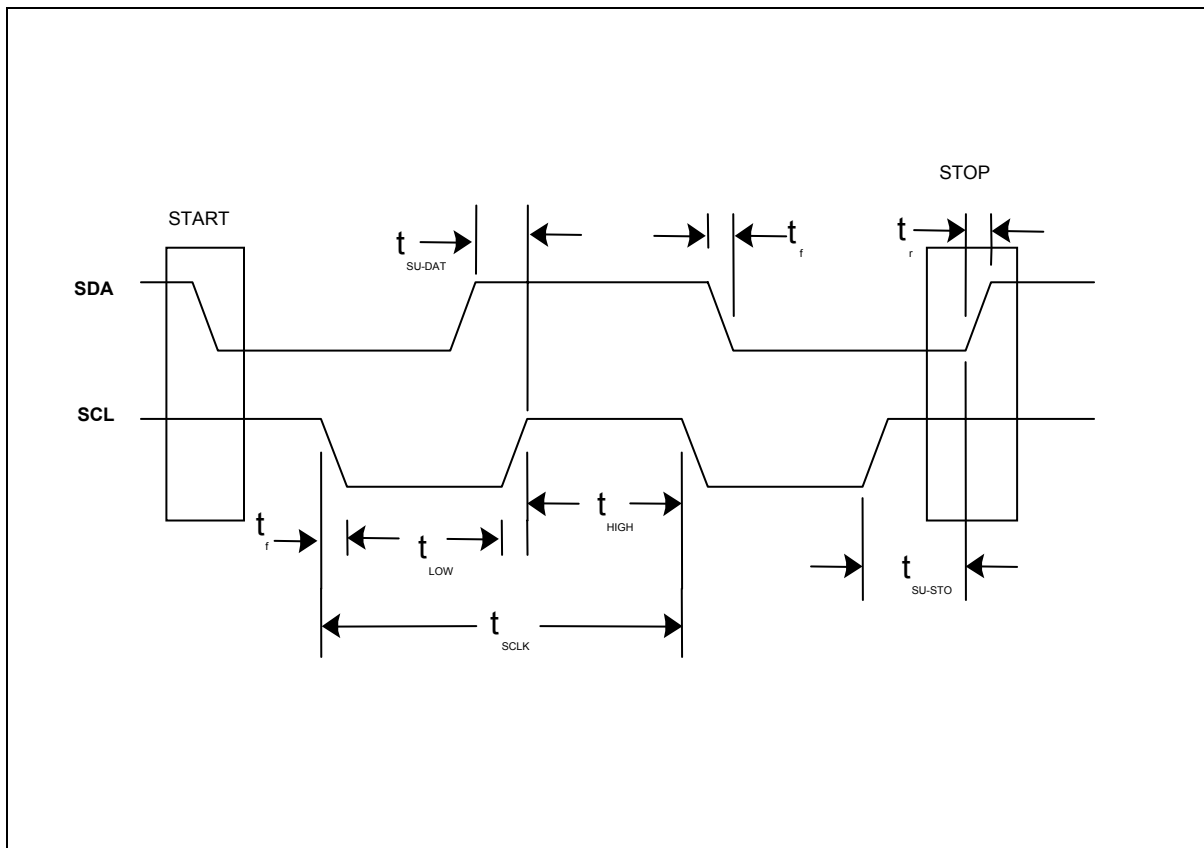 STOP
START
t SU-DAT
t f
t r
SDA
SCL
t HIGH
t f
t LOW
t SU-STO
t SCLK